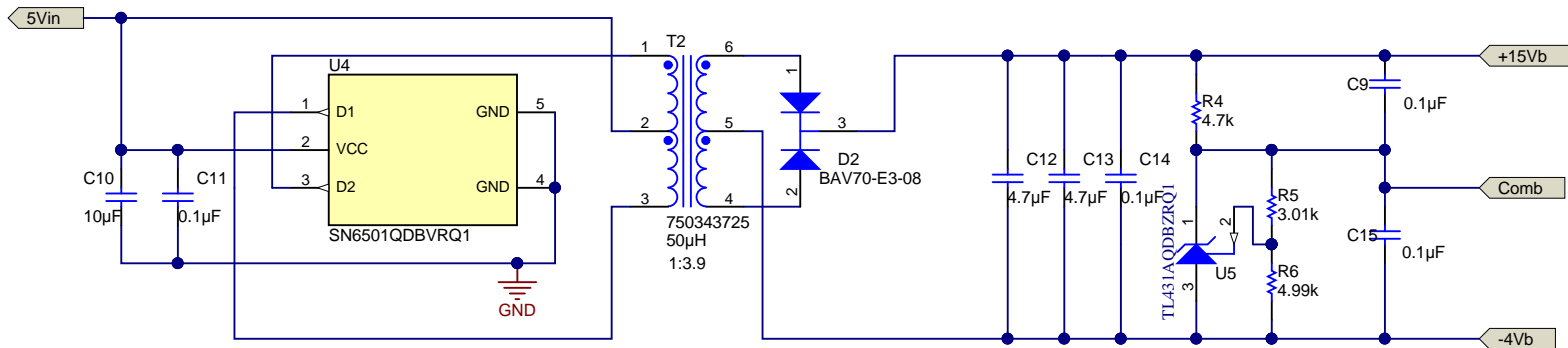 5Vin
U4
1
D1
GND
5
2
VCC
3
D2
GND
4
SN6501QDBVRQ1
C10
10µF
C11
0.1µF
GND
T2
1
6
2
5
3
4
750343725
50µH
1:3.9
1
3
2
D2
BAV70-E3-08
C12
4.7µF
C13
4.7µF
C14
0.1µF
R4
4.7k
TL431AQDBZRQ1
1
2
3
U5
R5
3.01k
R6
4.99k
C9
0.1µF
C15
0.1µF
+15Vb
Comb
-4Vb